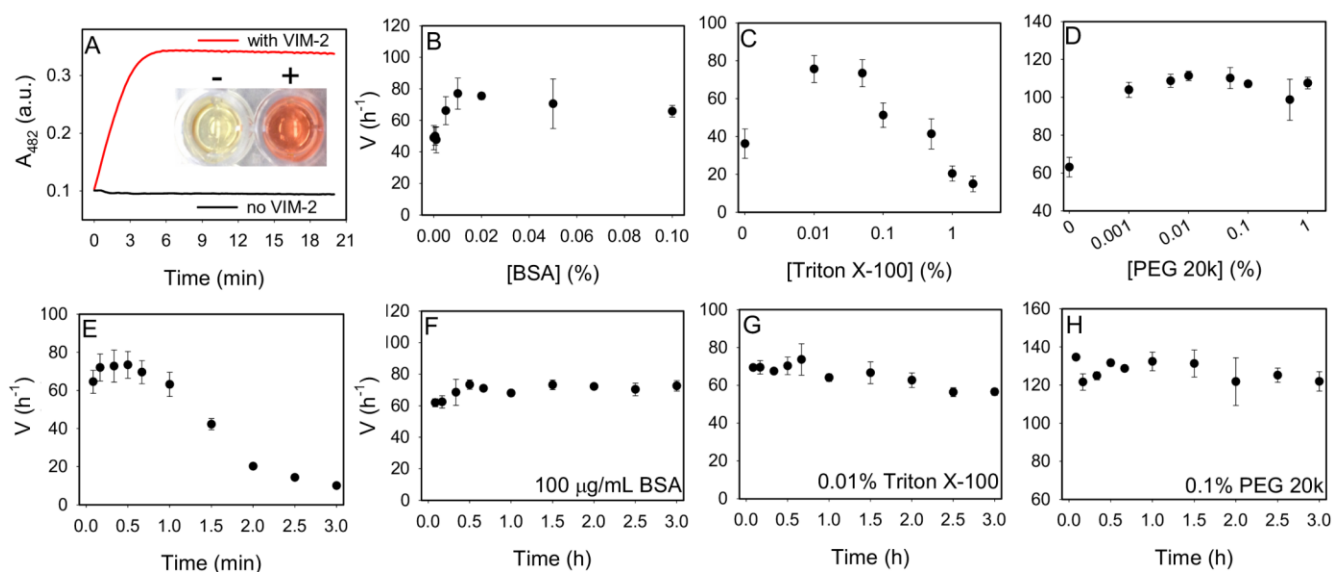 A
with VIM-2
- +
no VIM-2
A482 (a.u.)
0.3
0.2
0.1
0 3 6 9 12 15 18 21
Time (min)
B
V (h-1)
120
100
80
60
40
20
0
0.00 0.02 0.04 0.06 0.08 0.10
[BSA] (%)
C
100
80
60
40
20
0
0 0.01 0.1 1
[Triton X-100] (%)
D
140
120
100
80
60
40
0 0.001 0.01 0.1 1
[PEG 20k] (%)
E
V (h-1)
100
80
60
40
20
0
0.0 0.5 1.0 1.5 2.0 2.5 3.0
Time (min)
F
V (h-1)
120
100
80
60
40
20
0
100 μg/mL BSA
0.0 0.5 1.0 1.5 2.0 2.5 3.0
Time (h)
G
100
80
60
40
20
0
0.01% Triton X-100
0.0 0.5 1.0 1.5 2.0 2.5 3.0
Time (h)
H
160
140
120
100
80
60
0.1% PEG 20k
0.0 0.5 1.0 1.5 2.0 2.5 3.0
Time (h)